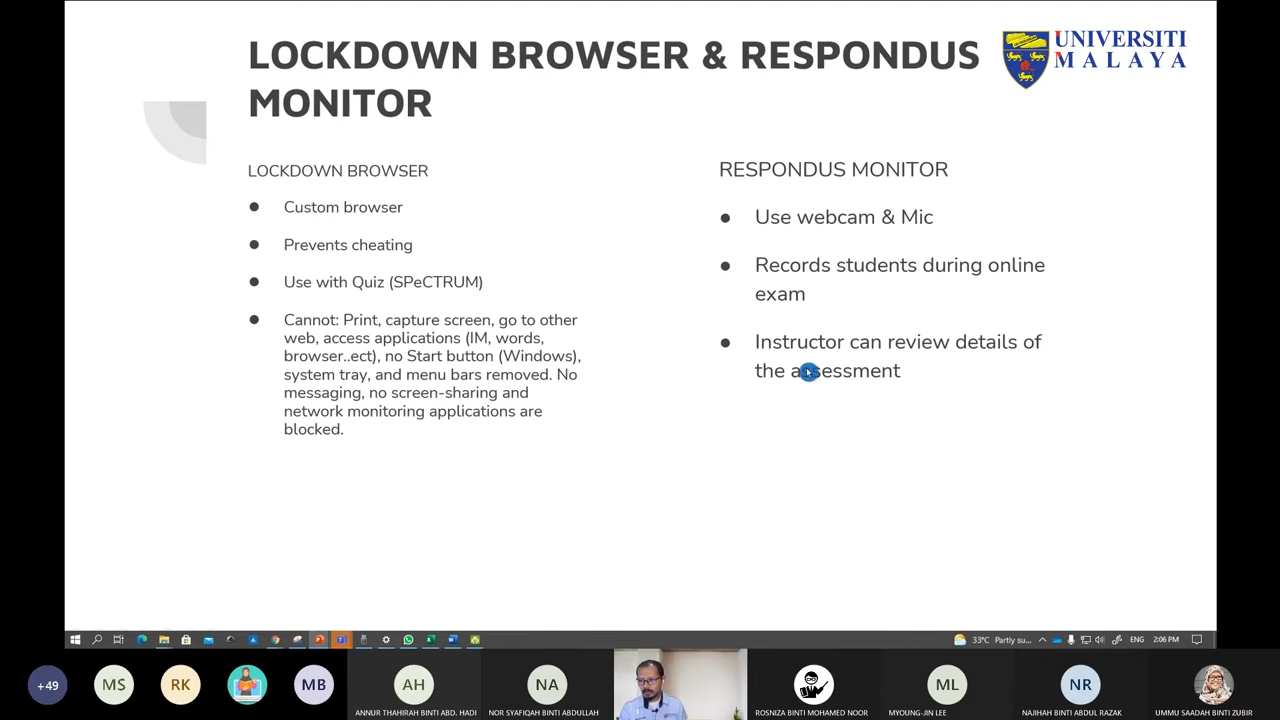 LOCKDOWN BROWSER & RESPONDUS
MONITOR
UNIVERSITI
MALAYA
LOCKDOWN BROWSER
● Custom browser
● Prevents cheating
● Use with Quiz (SPeCTRUM)
● Cannot: Print, capture screen, go to other
web, access applications (IM, words,
browser..ect), no Start button (Windows),
system tray, and menu bars removed. No
messaging, no screen-sharing and
network monitoring applications are
blocked.
RESPONDUS MONITOR
● Use webcam & Mic
● Records students during online
exam
● Instructor can review details of
the assessment
33°C Partly su... ENG 2:06 PM
+49 MS RK MB AH NA ML NR
ANNUR THAHIRAH BINTI ABD. HADI
NOR SYAFIQAH BINTI ABDULLAH
ROSNIZA BINTI MOHAMED NOOR
MYOUNG-JIN LEE
NAJIHAH BINTI ABDUL RAZAK
UMMU SAADAH BINTI ZUBIR